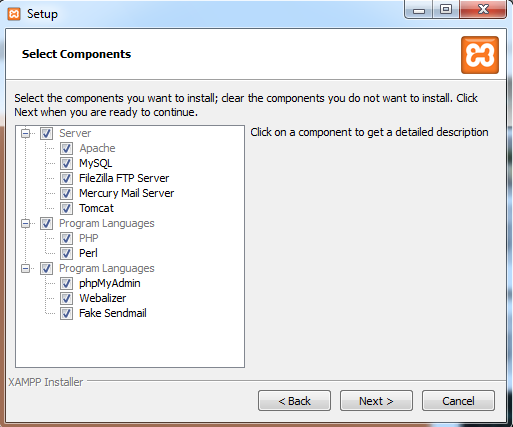 Setup
Select Components
Select the components you want to install; clear the components you do not want to install. Click
Next when you are ready to continue.
Server
Apache
MySQL
FileZilla FTP Server
Mercury Mail Server
Tomcat
Program Languages
PHP
Perl
Program Languages
phpMyAdmin
Webalizer
Fake Sendmail
Click on a component to get a detailed description
XAMPP Installer
< Back
Next >
Cancel